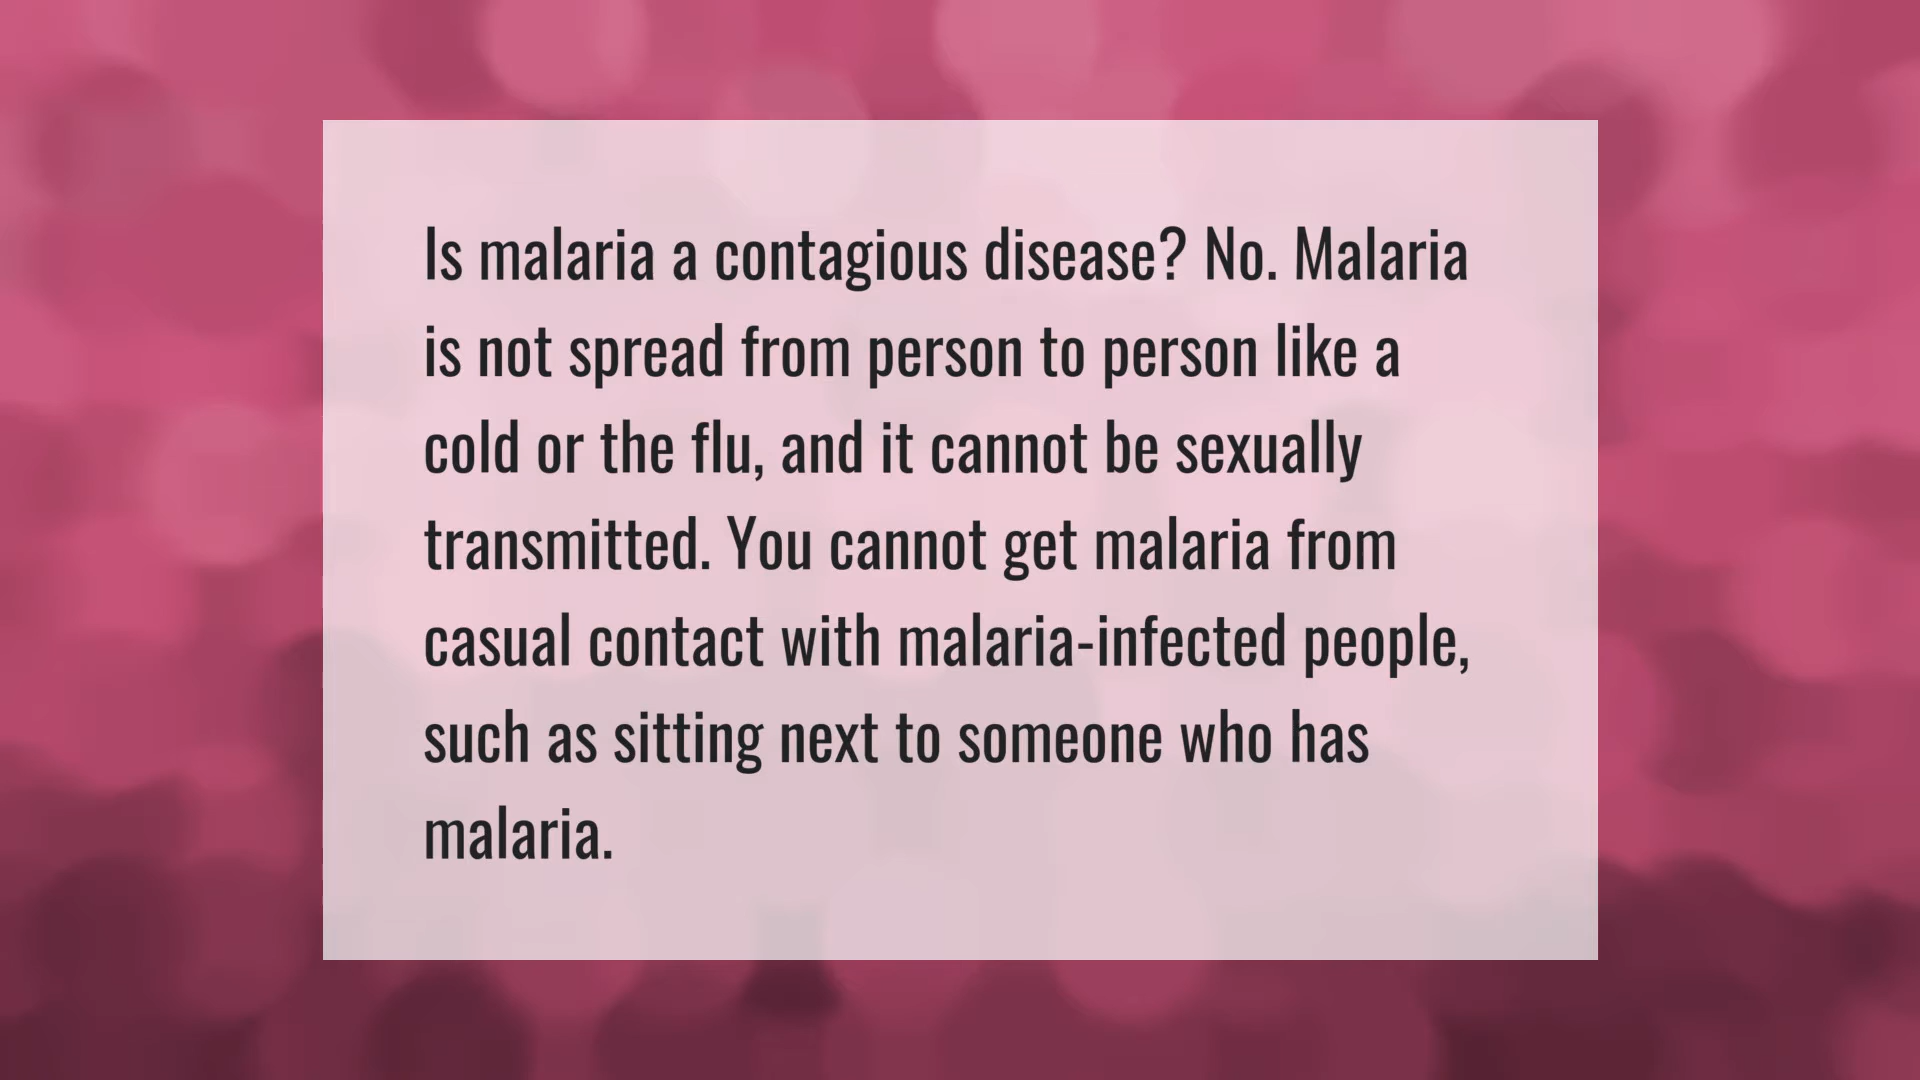 Is malaria a contagious disease? No. Malaria
is not spread from person to person like a
cold or the flu, and it cannot be sexually
transmitted. You cannot get malaria from
casual contact with malaria-infected people,
such as sitting next to someone who has
malaria.